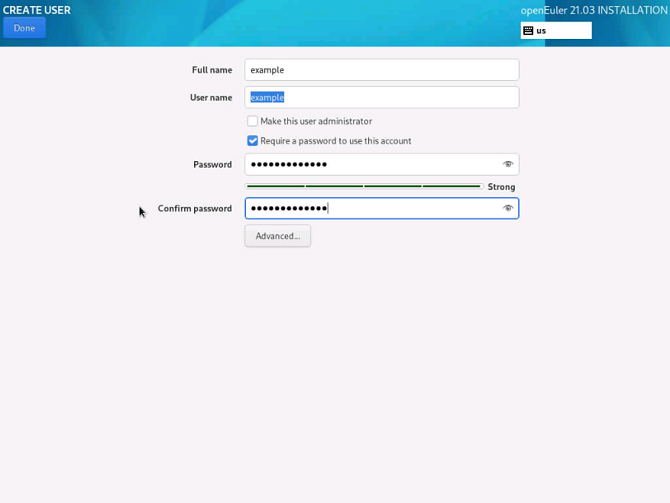 CREATE USER
openEuler 21.03 INSTALLATION
Done
us
Full name
example
User name
example
Make this user administrator
Require a password to use this account
Password
•••••••••••••
Strong
Confirm password
•••••••••••••
Advanced...